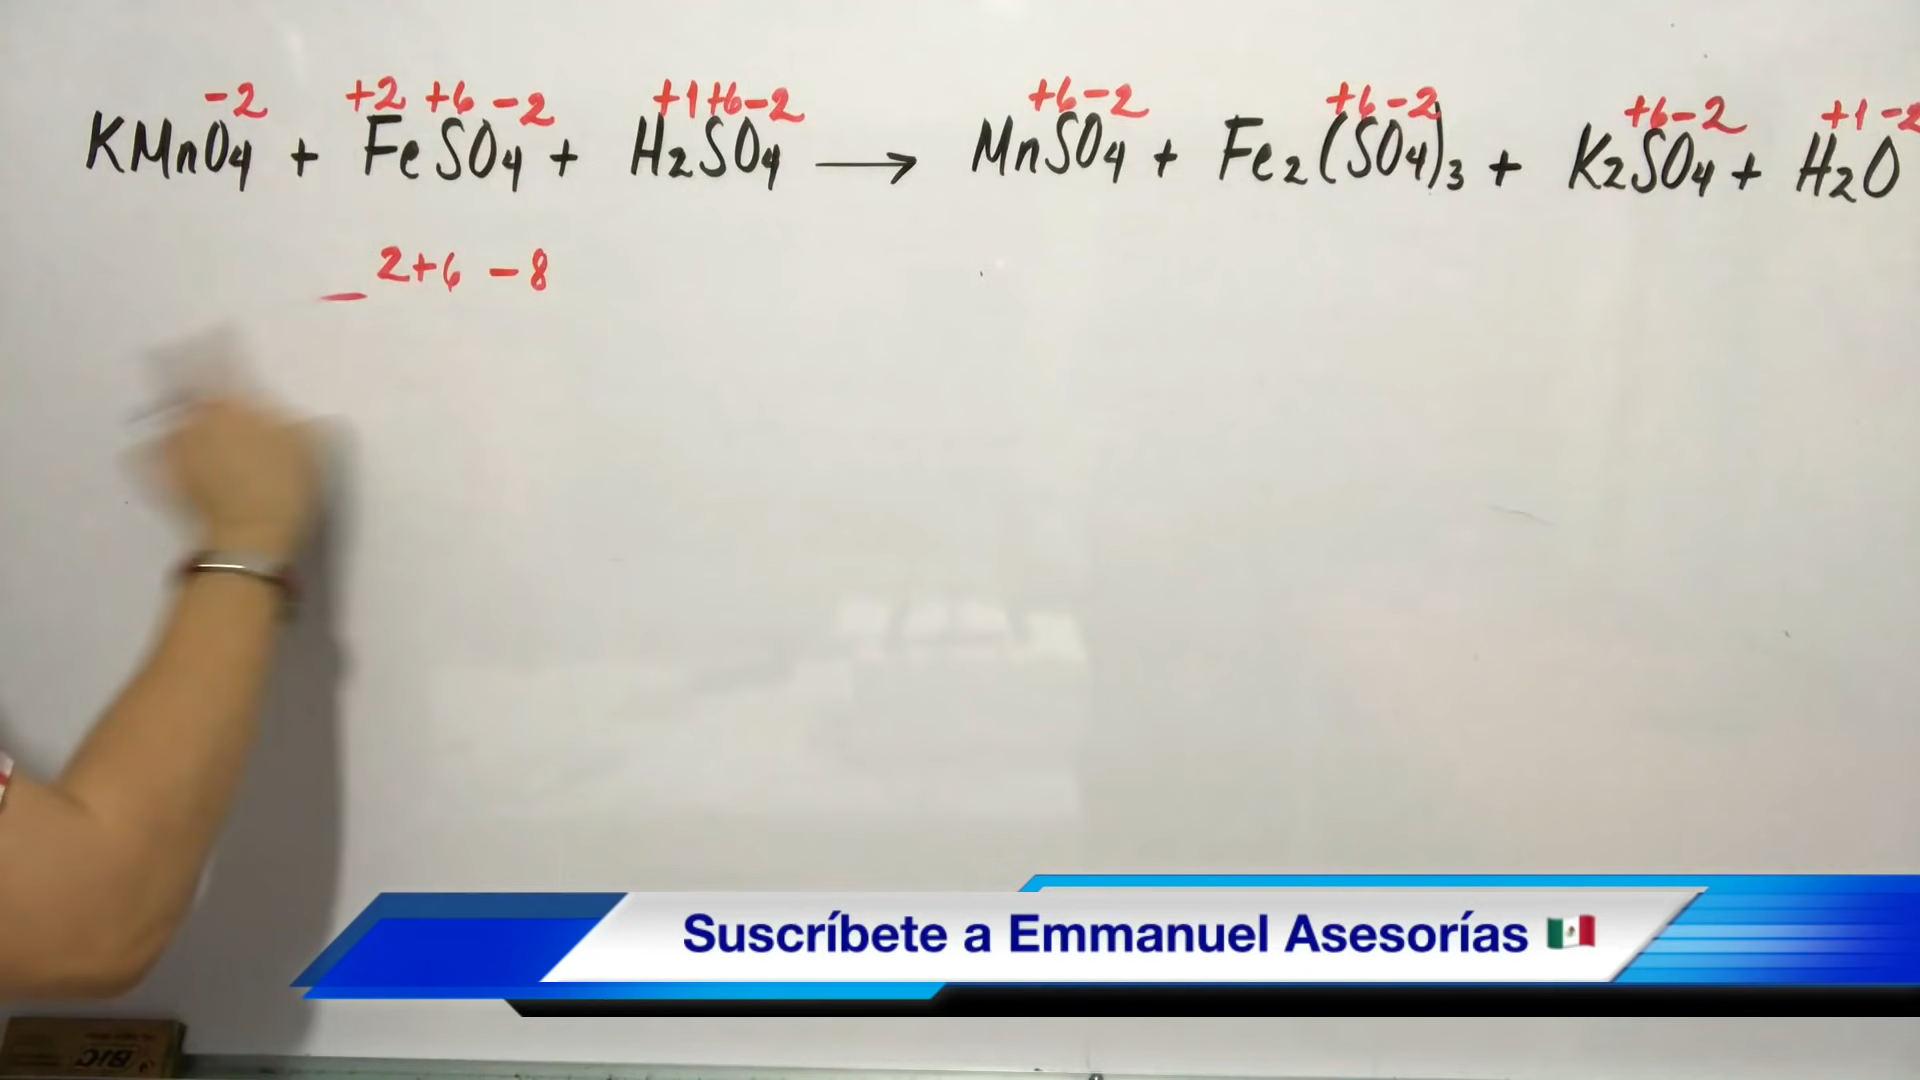 -2 +2 +6 -2 +1 +6 -2 +6 -2 +6 -2 +6 -2 +1 -2
KMnO4 + FeSO4 + H2SO4 → MnSO4 + Fe2(SO4)3 + K2SO4 + H2O
2+6 -8
Suscríbete a Emmanuel Asesorías 🇲🇽
BIC